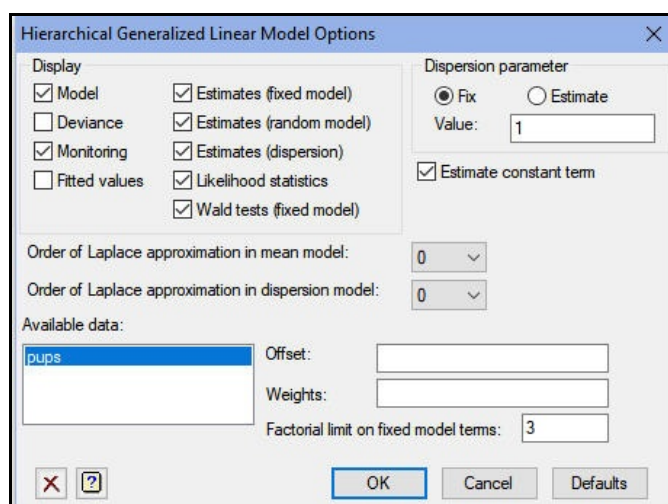 Hierarchical Generalized Linear Model Options
Display
Model
Deviance
Monitoring
Fitted values
Estimates (fixed model)
Estimates (random model)
Estimates (dispersion)
Likelihood statistics
Wald tests (fixed model)
Dispersion parameter
Fix
Estimate
Value:
1
Estimate constant term
Order of Laplace approximation in mean model:
0
Order of Laplace approximation in dispersion model:
0
Available data:
pups
Offset:
Weights:
Factorial limit on fixed model terms:
3
?
OK
Cancel
Defaults